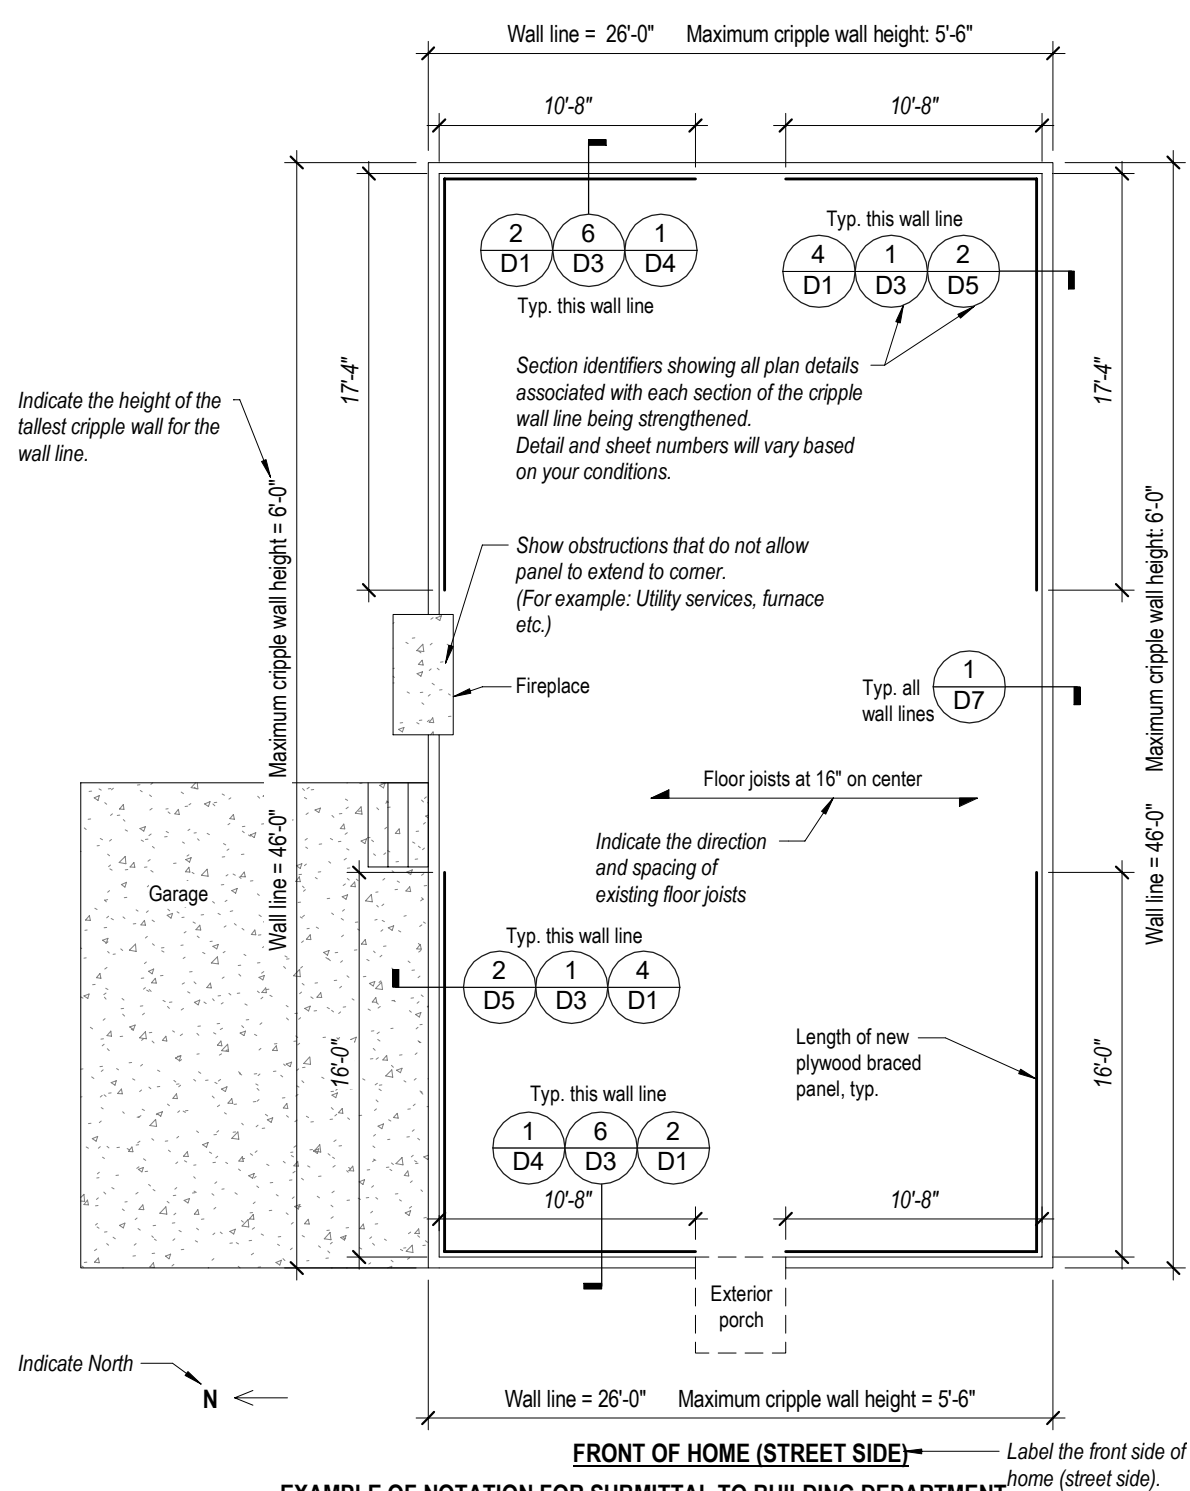 Wall line = 26'-0" Maximum cripple wall height: 5'-6"
10'-8" 10'-8"
2 6 1
D1 D3 D4
Typ. this wall line
Typ. this wall line
4 1 2
D1 D3 D5
17'-4"
17'-4"
Section identifiers showing all plan details
associated with each section of the cripple
wall line being strengthened.
Detail and sheet numbers will vary based
on your conditions.
Indicate the height of the
tallest cripple wall for the
wall line.
Wall line = 46'-0" Maximum cripple wall height = 6'-0"
Wall line = 46'-0" Maximum cripple wall height: 6'-0"
Show obstructions that do not allow
panel to extend to corner.
(For example: Utility services, furnace
etc.)
Fireplace
Typ. all
wall lines
1
D7
Floor joists at 16" on center
Indicate the direction
and spacing of
existing floor joists
Garage
Typ. this wall line
2 1 4
D5 D3 D1
16'-0"
16'-0"
Length of new
plywood braced
panel, typ.
Typ. this wall line
1 6 2
D4 D3 D1
10'-8" 10'-8"
Exterior
porch
Indicate North
N
Wall line = 26'-0" Maximum cripple wall height = 5'-6"
FRONT OF HOME (STREET SIDE)
Label the front side of
home (street side).
EXAMPLE OF NOTATION FOR SUBMITTAL TO BUILDING DEPARTMENT